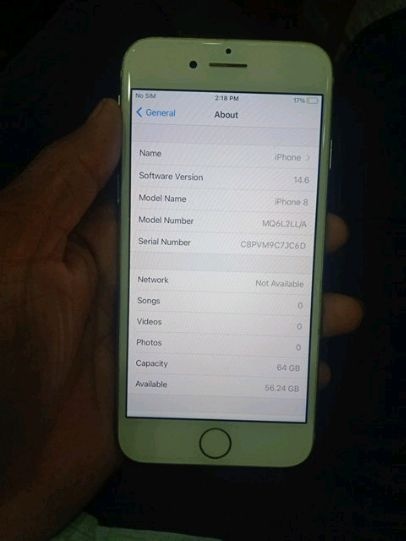 No SIM 2:18 PM 17%
General About
Name iPhone
Software Version 14.6
Model Name iPhone 8
Model Number MQ6L2LL/A
Serial Number C8PVM9C7JC6D
Network Not Available
Songs 0
Videos 0
Photos 0
Capacity 64 GB
Available 56.24 GB